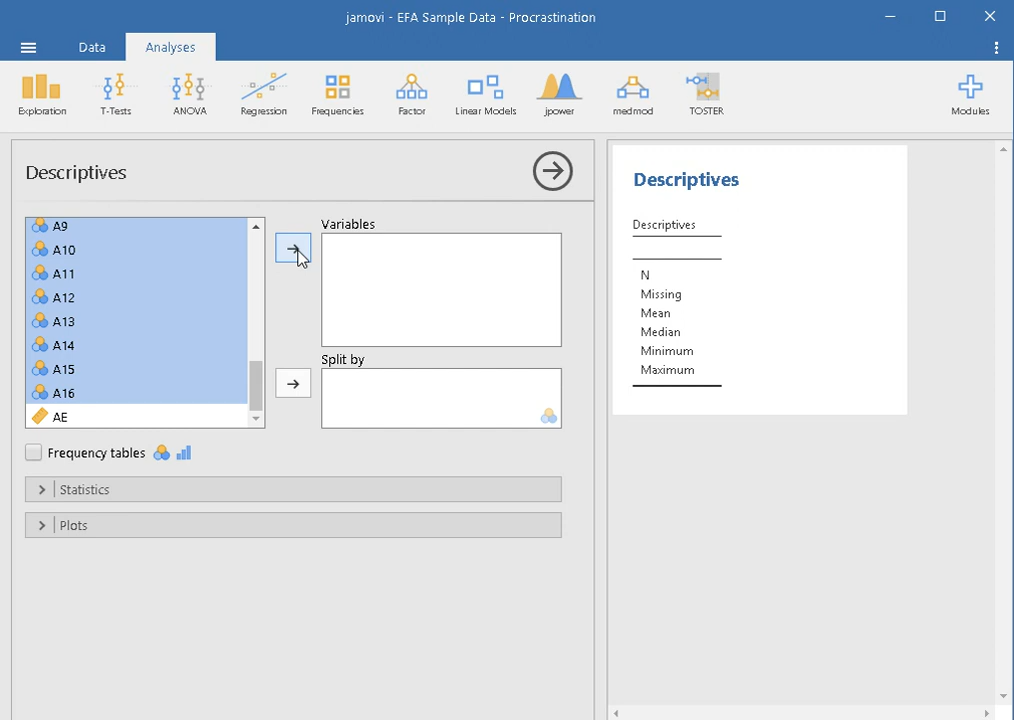 jamovi - EFA Sample Data - Procrastination
Data Analyses
Exploration T-Tests ANOVA Regression Frequencies Factor Linear Models jpower medmod TOSTER Modules
Descriptives
A9
A10
A11
A12
A13
A14
A15
A16
AE
Variables
Split by
Frequency tables
Statistics
Plots
Descriptives
Descriptives
N
Missing
Mean
Median
Minimum
Maximum